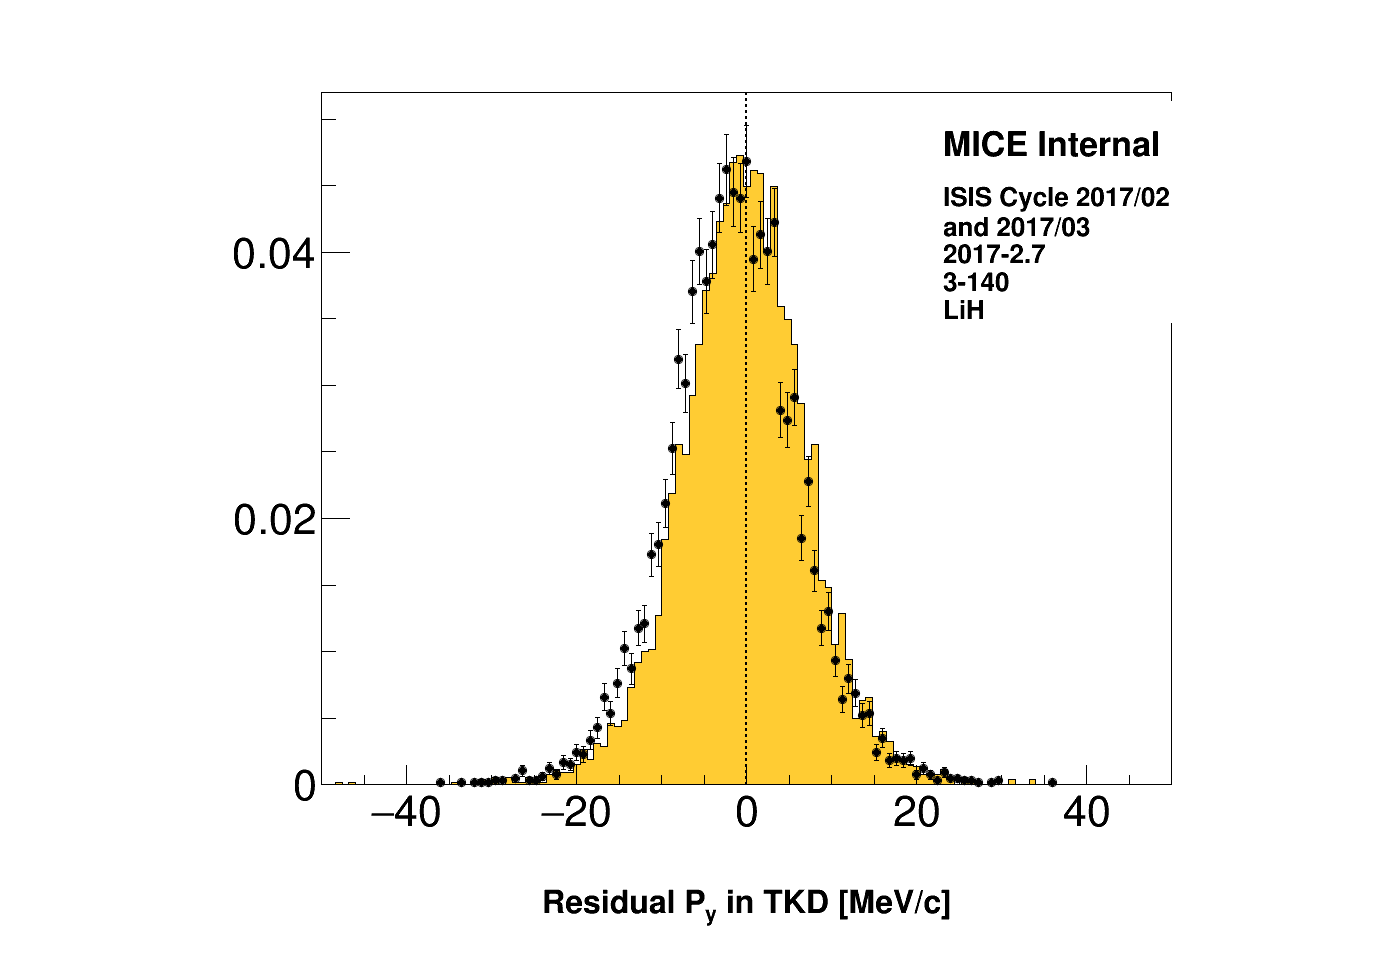 MICE Internal
ISIS Cycle 2017/02
and 2017/03
2017-2.7
3-140
LiH
0.04
0.02
0
−40 −20 0 20 40
Residual Py in TKD [MeV/c]